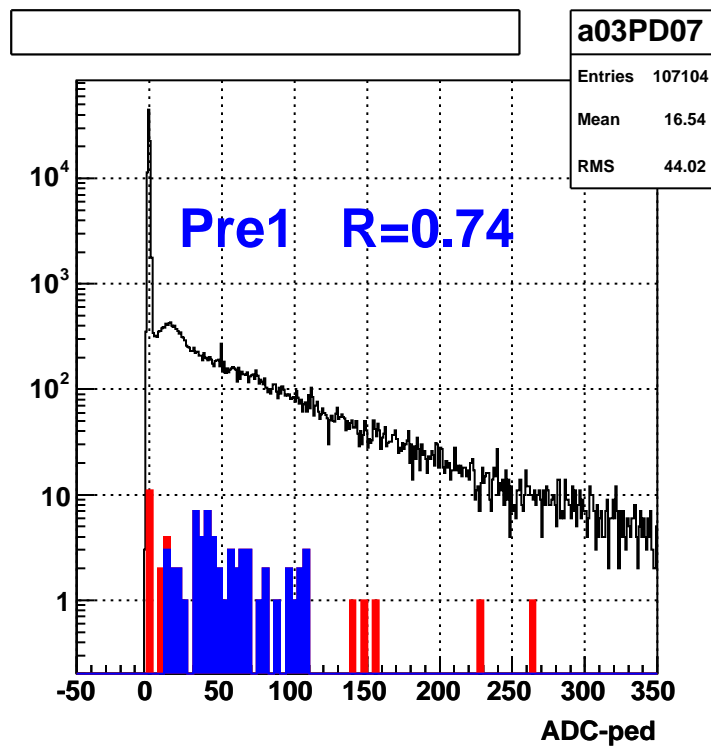 a03PD07
Entries 107104
Mean 16.54
RMS 44.02
Pre1 R=0.74
10^4
10^3
10^2
10
1
-50 0 50 100 150 200 250 300 350
ADC-ped